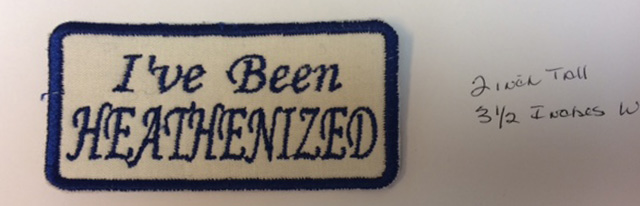 I've Been
HEATHENIZED
2 inch Tall
3 1/2 Inches W